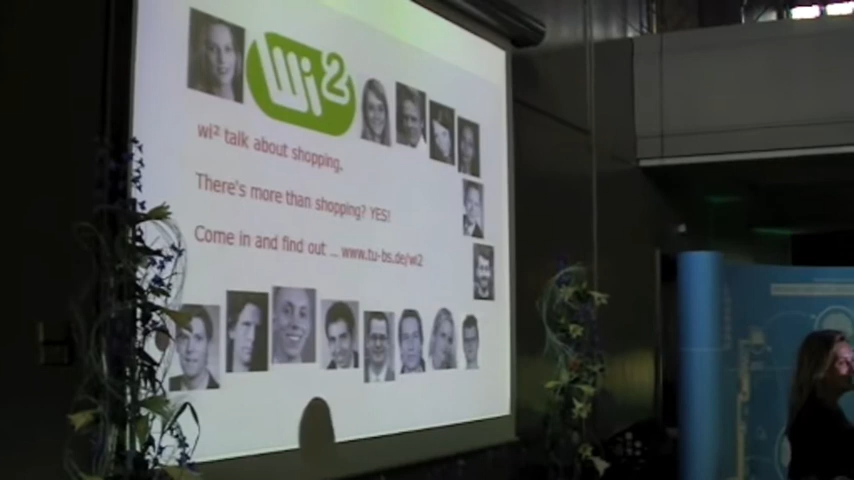 wi²
wi² talk about shopping.
There's more than shopping? YES!
Come in and find out ... www.tu-bs.de/wi2